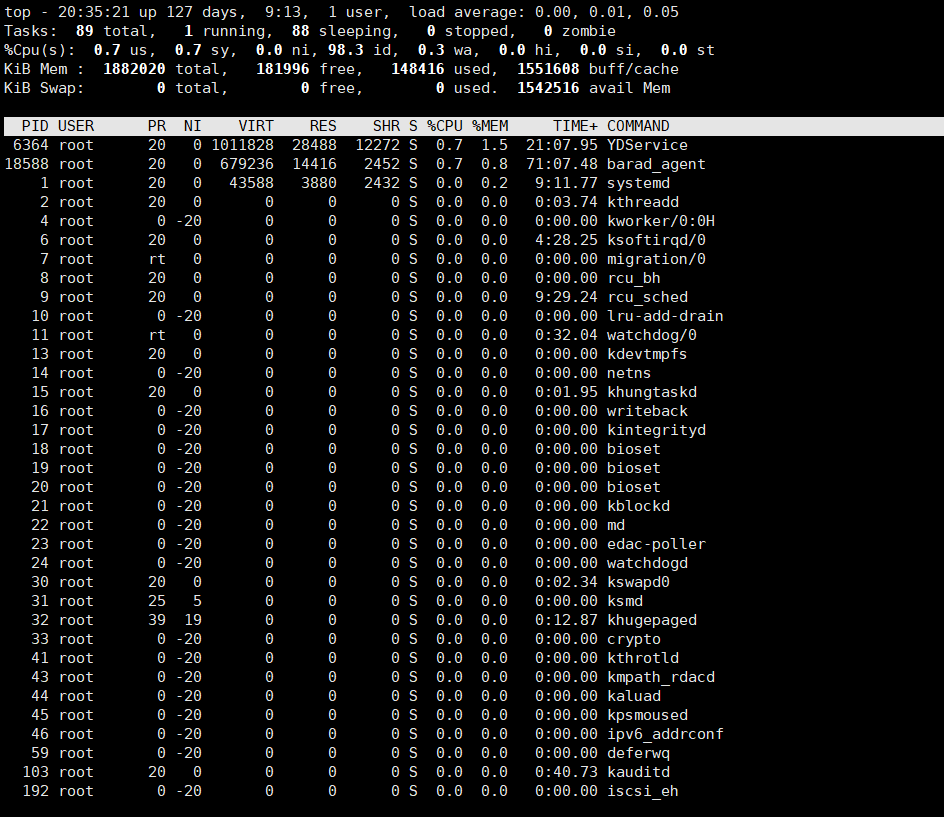 top - 20:35:21 up 127 days,  9:13,  1 user,  load average: 0.00, 0.01, 0.05
Tasks:  89 total,   1 running,  88 sleeping,   0 stopped,   0 zombie
%Cpu(s):  0.7 us,  0.7 sy,  0.0 ni, 98.3 id,  0.3 wa,  0.0 hi,  0.0 si,  0.0 st
KiB Mem :  1882020 total,   181996 free,   148416 used,  1551608 buff/cache
KiB Swap:        0 total,        0 free,        0 used.  1542516 avail Mem
  PID USER      PR  NI    VIRT    RES    SHR S %CPU %MEM     TIME+ COMMAND
 6364 root      20   0 1011828  28488  12272 S  0.7  1.5  21:07.95 YDService
18588 root      20   0  679236  14416   2452 S  0.7  0.8  71:07.48 barad_agent
    1 root      20   0   43588   3880   2432 S  0.0  0.2   9:11.77 systemd
    2 root      20   0       0      0      0 S  0.0  0.0   0:03.74 kthreadd
    4 root       0 -20       0      0      0 S  0.0  0.0   0:00.00 kworker/0:0H
    6 root      20   0       0      0      0 S  0.0  0.0   4:28.25 ksoftirqd/0
    7 root      rt   0       0      0      0 S  0.0  0.0   0:00.00 migration/0
    8 root      20   0       0      0      0 S  0.0  0.0   0:00.00 rcu_bh
    9 root      20   0       0      0      0 S  0.0  0.0   9:29.24 rcu_sched
   10 root       0 -20       0      0      0 S  0.0  0.0   0:00.00 lru-add-drain
   11 root      rt   0       0      0      0 S  0.0  0.0   0:32.04 watchdog/0
   13 root      20   0       0      0      0 S  0.0  0.0   0:00.00 kdevtmpfs
   14 root       0 -20       0      0      0 S  0.0  0.0   0:00.00 netns
   15 root      20   0       0      0      0 S  0.0  0.0   0:01.95 khungtaskd
   16 root       0 -20       0      0      0 S  0.0  0.0   0:00.00 writeback
   17 root       0 -20       0      0      0 S  0.0  0.0   0:00.00 kintegrityd
   18 root       0 -20       0      0      0 S  0.0  0.0   0:00.00 bioset
   19 root       0 -20       0      0      0 S  0.0  0.0   0:00.00 bioset
   20 root       0 -20       0      0      0 S  0.0  0.0   0:00.00 bioset
   21 root       0 -20       0      0      0 S  0.0  0.0   0:00.00 kblockd
   22 root       0 -20       0      0      0 S  0.0  0.0   0:00.00 md
   23 root       0 -20       0      0      0 S  0.0  0.0   0:00.00 edac-poller
   24 root       0 -20       0      0      0 S  0.0  0.0   0:00.00 watchdogd
   30 root      20   0       0      0      0 S  0.0  0.0   0:02.34 kswapd0
   31 root      25   5       0      0      0 S  0.0  0.0   0:00.00 ksmd
   32 root      39  19       0      0      0 S  0.0  0.0   0:12.87 khugepaged
   33 root       0 -20       0      0      0 S  0.0  0.0   0:00.00 crypto
   41 root       0 -20       0      0      0 S  0.0  0.0   0:00.00 kthrotld
   43 root       0 -20       0      0      0 S  0.0  0.0   0:00.00 kmpath_rdacd
   44 root       0 -20       0      0      0 S  0.0  0.0   0:00.00 kaluad
   45 root       0 -20       0      0      0 S  0.0  0.0   0:00.00 kpsmoused
   46 root       0 -20       0      0      0 S  0.0  0.0   0:00.00 ipv6_addrconf
   59 root       0 -20       0      0      0 S  0.0  0.0   0:00.00 deferwq
  103 root      20   0       0      0      0 S  0.0  0.0   0:40.73 kauditd
  192 root       0 -20       0      0      0 S  0.0  0.0   0:00.00 iscsi_eh